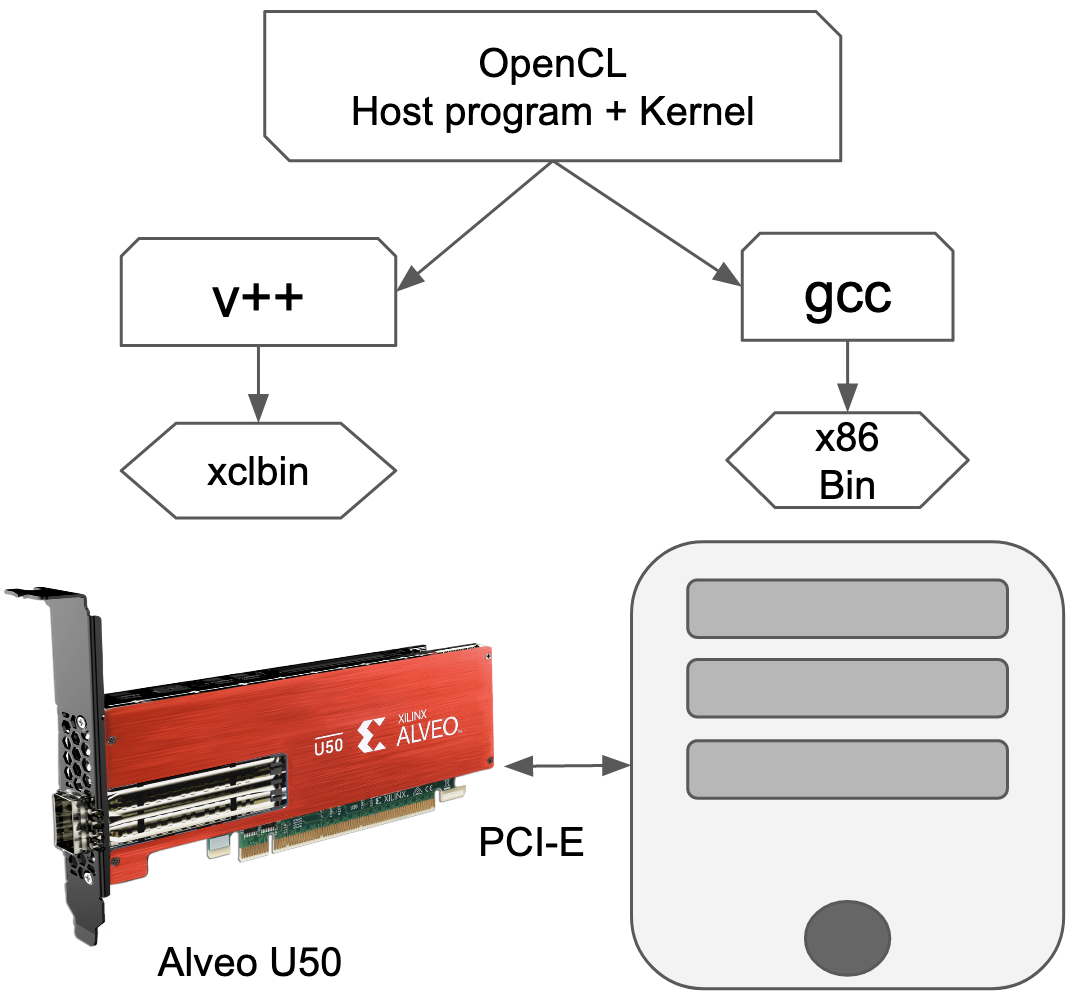 OpenCL
Host program + Kernel
v++
gcc
xclbin
x86
Bin
U50
XILINX
ALVEO
XILINX
PCI-E
Alveo U50